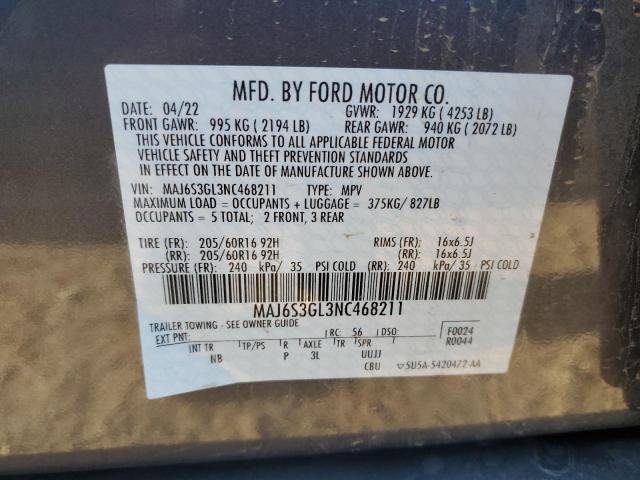 MFD. BY FORD MOTOR CO.
DATE: 04/22 GVWR: 1929 KG ( 4253 LB)
FRONT GAWR: 995 KG ( 2194 LB) REAR GAWR: 940 KG ( 2072 LB)
THIS VEHICLE CONFORMS TO ALL APPLICABLE FEDERAL MOTOR
VEHICLE SAFETY AND THEFT PREVENTION STANDARDS
IN EFFECT ON THE DATE OF MANUFACTURE SHOWN ABOVE.
VIN: MAJ6S3GL3NC468211 TYPE: MPV
MAXIMUM LOAD = OCCUPANTS + LUGGAGE = 375KG/ 827LB
OCCUPANTS = 5 TOTAL; 2 FRONT, 3 REAR
TIRE (FR): 205/60R16 92H RIMS (FR): 16x6.5J
(RR): 205/60R16 92H (RR): 16x6.5J
PRESSURE (FR): 240 kPa/ 35 PSI COLD (RR): 240 kPa/ 35 PSI COLD
MAJ6S3GL3NC468211
TRAILER TOWING - SEE OWNER GUIDE
EXT PNT: RC: 56 DSO: F0024
INT TR TP/PS R AXLE TR SPR R0044
NB P 3L UUJJ
CBU 5U5A-5420472-AA